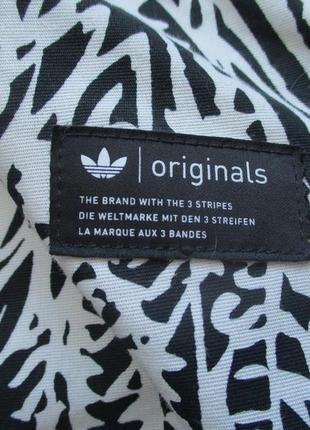 originals
THE BRAND WITH THE 3 STRIPES
DIE WELTMARKE MIT DEN 3 STREIFEN
LA MARQUE AUX 3 BANDES